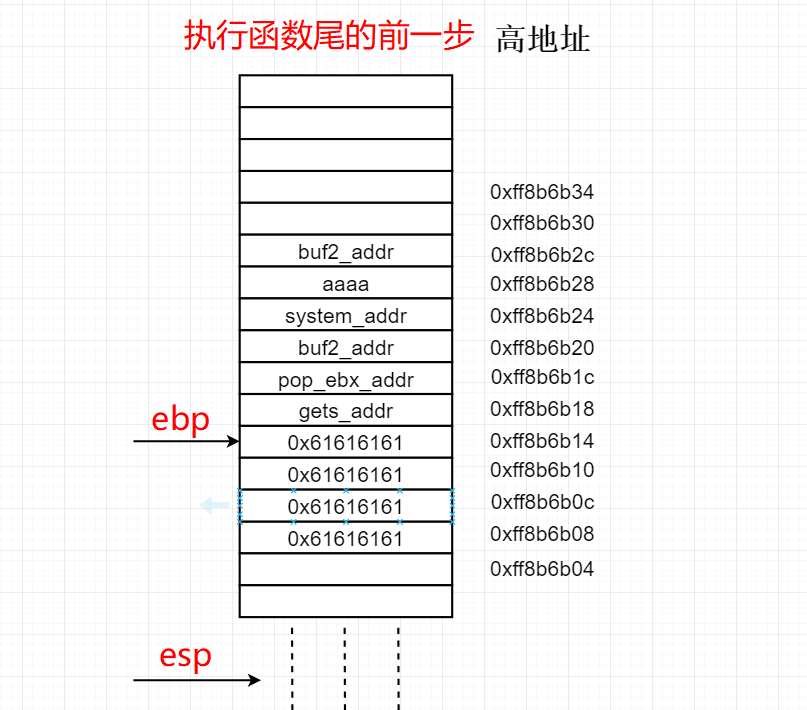 执行函数尾的前一步 高地址
0xff8b6b34
0xff8b6b30
buf2_addr 0xff8b6b2c
aaaa 0xff8b6b28
system_addr 0xff8b6b24
buf2_addr 0xff8b6b20
pop_ebx_addr 0xff8b6b1c
gets_addr 0xff8b6b18
ebp 0x61616161 0xff8b6b14
0x61616161 0xff8b6b10
0x61616161 0xff8b6b0c
0x61616161 0xff8b6b08
0xff8b6b04
esp